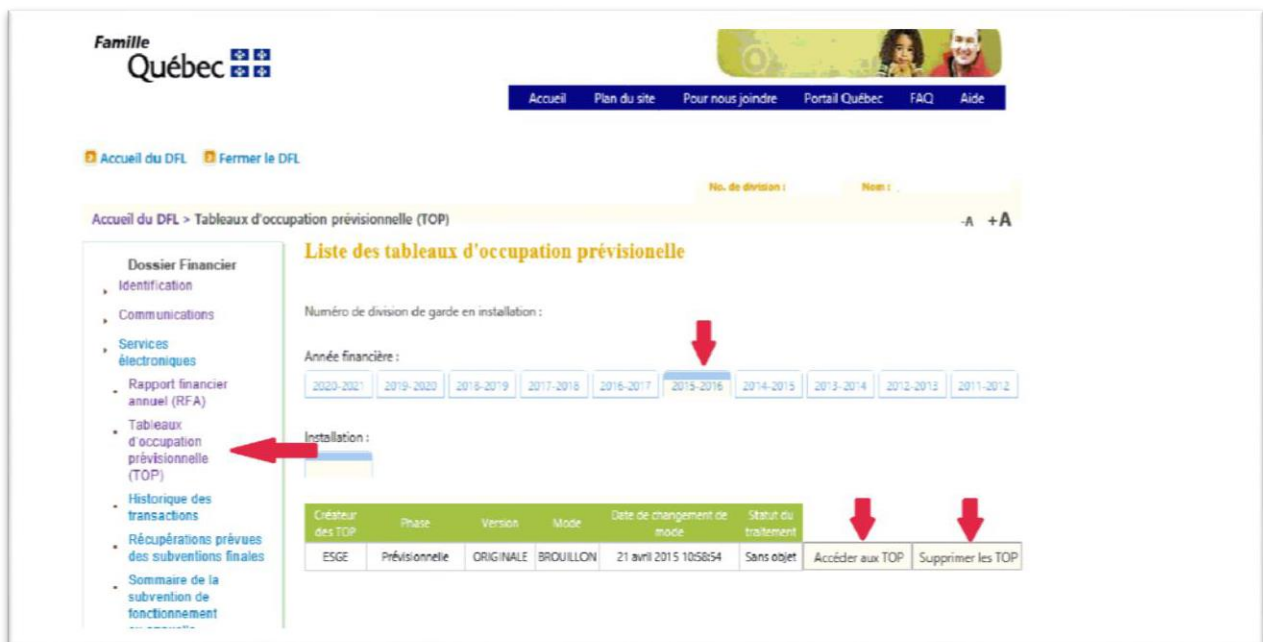 Famille
Québec
Accueil Plan du site Pour nous joindre Portail Québec FAQ Aide
Accueil du DFL Fermer le DFL
No. de division : Nom :
Accueil du DFL > Tableaux d'occupation prévisionnelle (TOP) -A +A
Liste des tableaux d'occupation prévisionelle
Dossier Financier
Identification
Communications
Services
électroniques
Rapport financier
annuel (RFA)
Tableaux
d'occupation
prévisionnelle
(TOP)
Historique des
transactions
Récupérations prévues
des subventions finales
Sommaire de la
subvention de
fonctionnement
Numéro de division de garde en installation :
Année financière :
2020-2021 2019-2020 2018-2019 2017-2018 2016-2017 2015-2016 2014-2015 2013-2014 2012-2013 2011-2012
Installation :
Créateur des TOP Phase Version Mode Date de changement de mode Statut du traitement
ESGE Prévisionnelle ORIGINALE BROUILLON 21 avril 2015 10:58:54 Sans objet Accéder aux TOP Supprimer les TOP